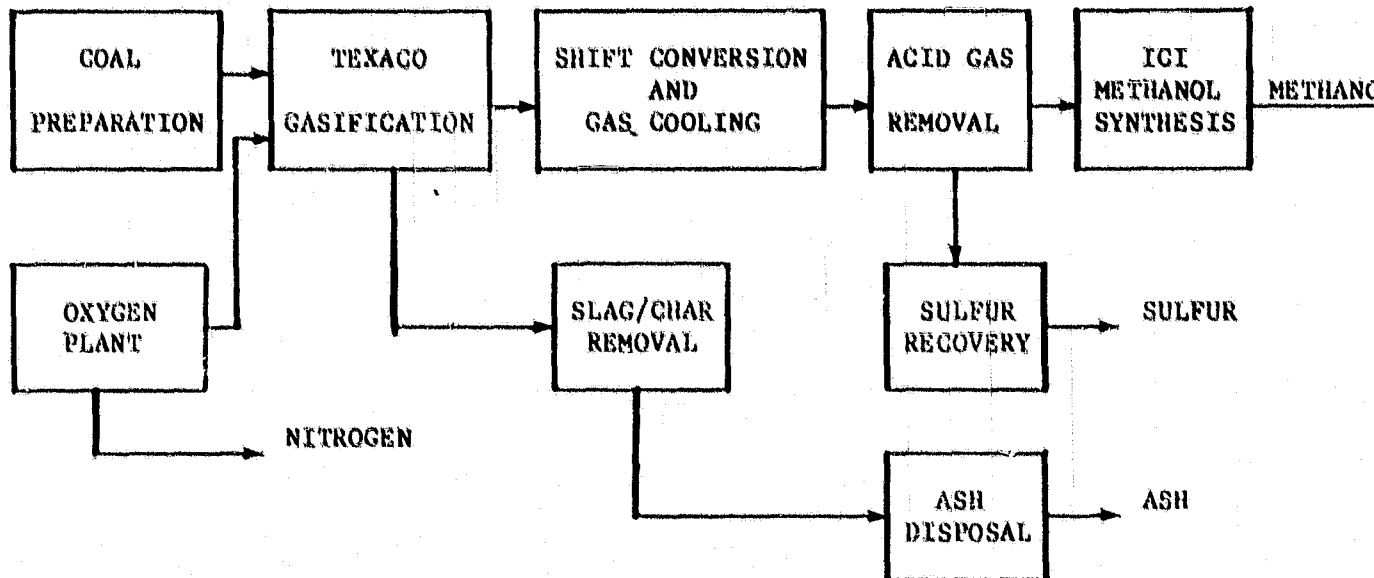 COAL
PREPARATION
TEXACO
GASIFICATION
SHIFT CONVERSION
AND
GAS COOLING
ACID GAS
REMOVAL
ICI
METHANOL
SYNTHESIS
METHANO
OXYGEN
PLANT
SLAG/CHAR
REMOVAL
SULFUR
RECOVERY
SULFUR
NITROGEN
ASH
DISPOSAL
ASH